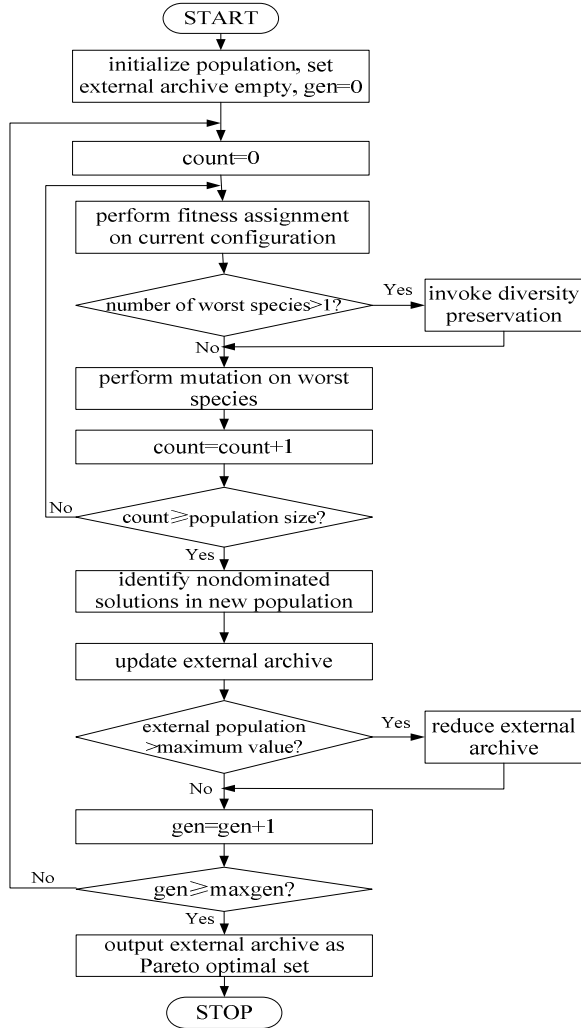 START
initialize population, set
external archive empty, gen=0
count=0
perform fitness assignment
on current configuration
number of worst species>1?
Yes
invoke diversity
preservation
No
perform mutation on worst
species
count=count+1
No
count≥population size?
Yes
identify nondominated
solutions in new population
update external archive
external population
>maximum value?
Yes
reduce external
archive
No
gen=gen+1
No
gen≥maxgen?
Yes
output external archive as
Pareto optimal set
STOP